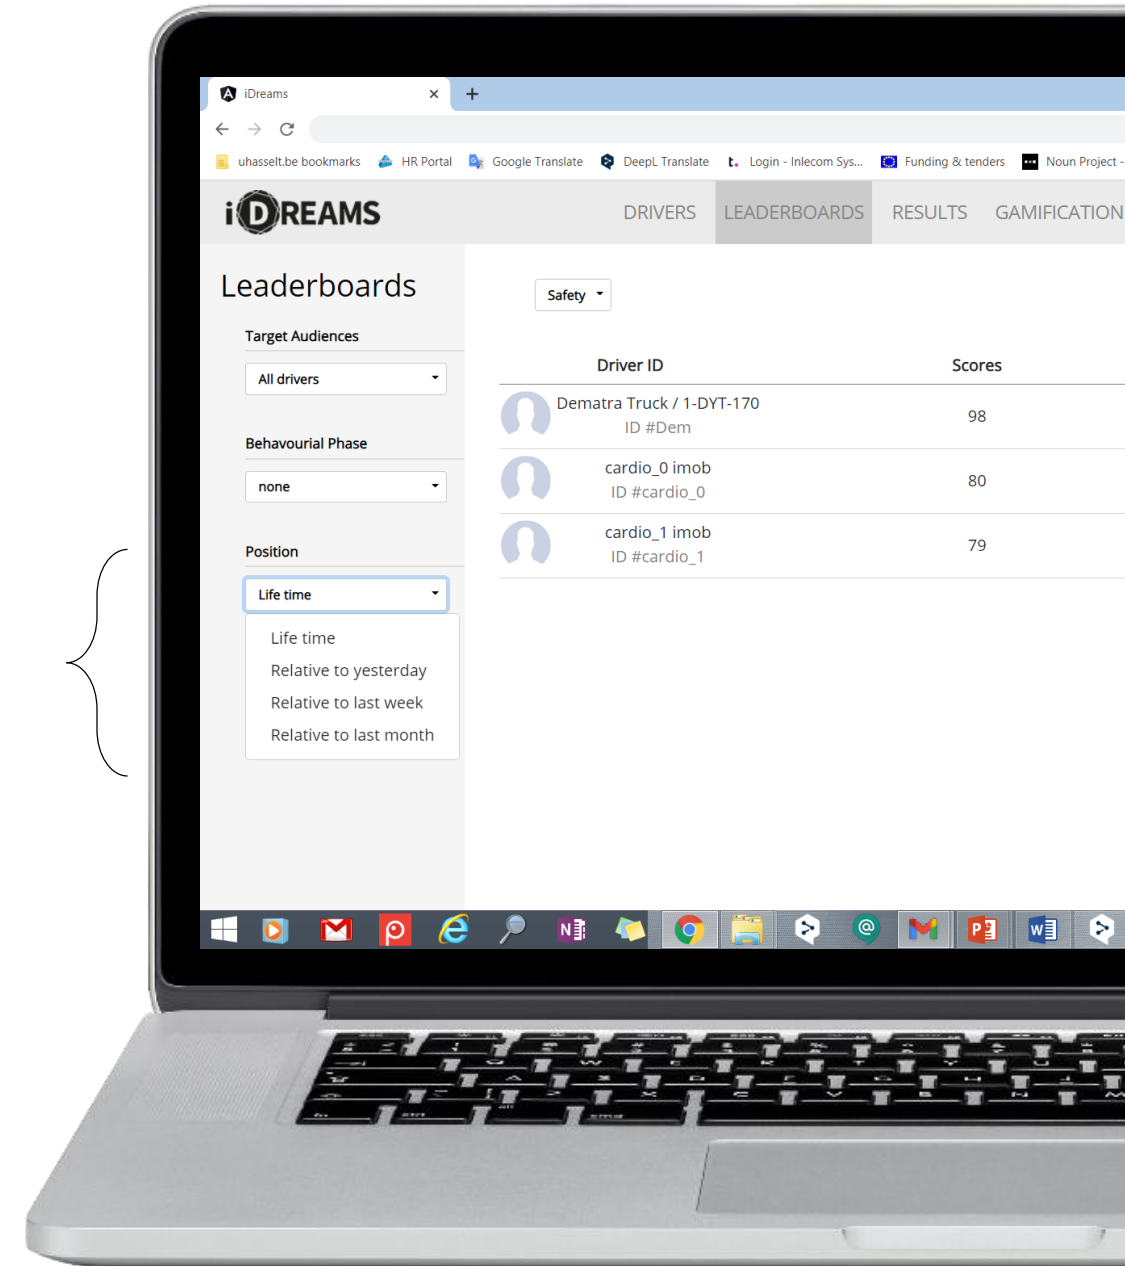 iDreams
uhasselt.be bookmarks HR Portal Google Translate DeepL Translate Login - Inlecom Sys... Funding & tenders Noun Project -
iDREAMS DRIVERS LEADERBOARDS RESULTS GAMIFICATION
Leaderboards
Safety
Target Audiences
All drivers
Driver ID Scores
Dematra Truck / 1-DYT-170
ID #Dem
98
Behavourial Phase
none
cardio_0 imob
ID #cardio_0
80
cardio_1 imob
ID #cardio_1
79
Position
Life time
Life time
Relative to yesterday
Relative to last week
Relative to last month